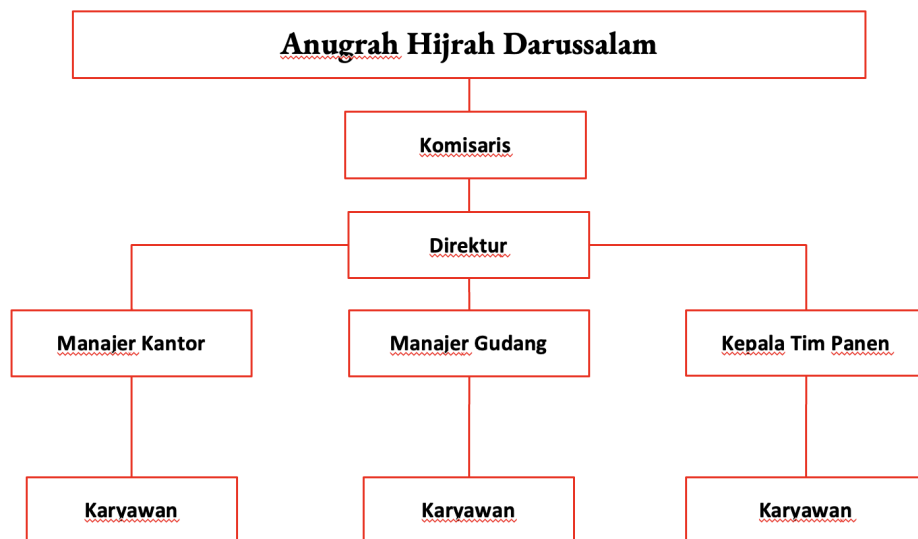 Anugrah Hijrah Darussalam
Komisaris
Direktur
Manajer Kantor
Manajer Gudang
Kepala Tim Panen
Karyawan
Karyawan
Karyawan